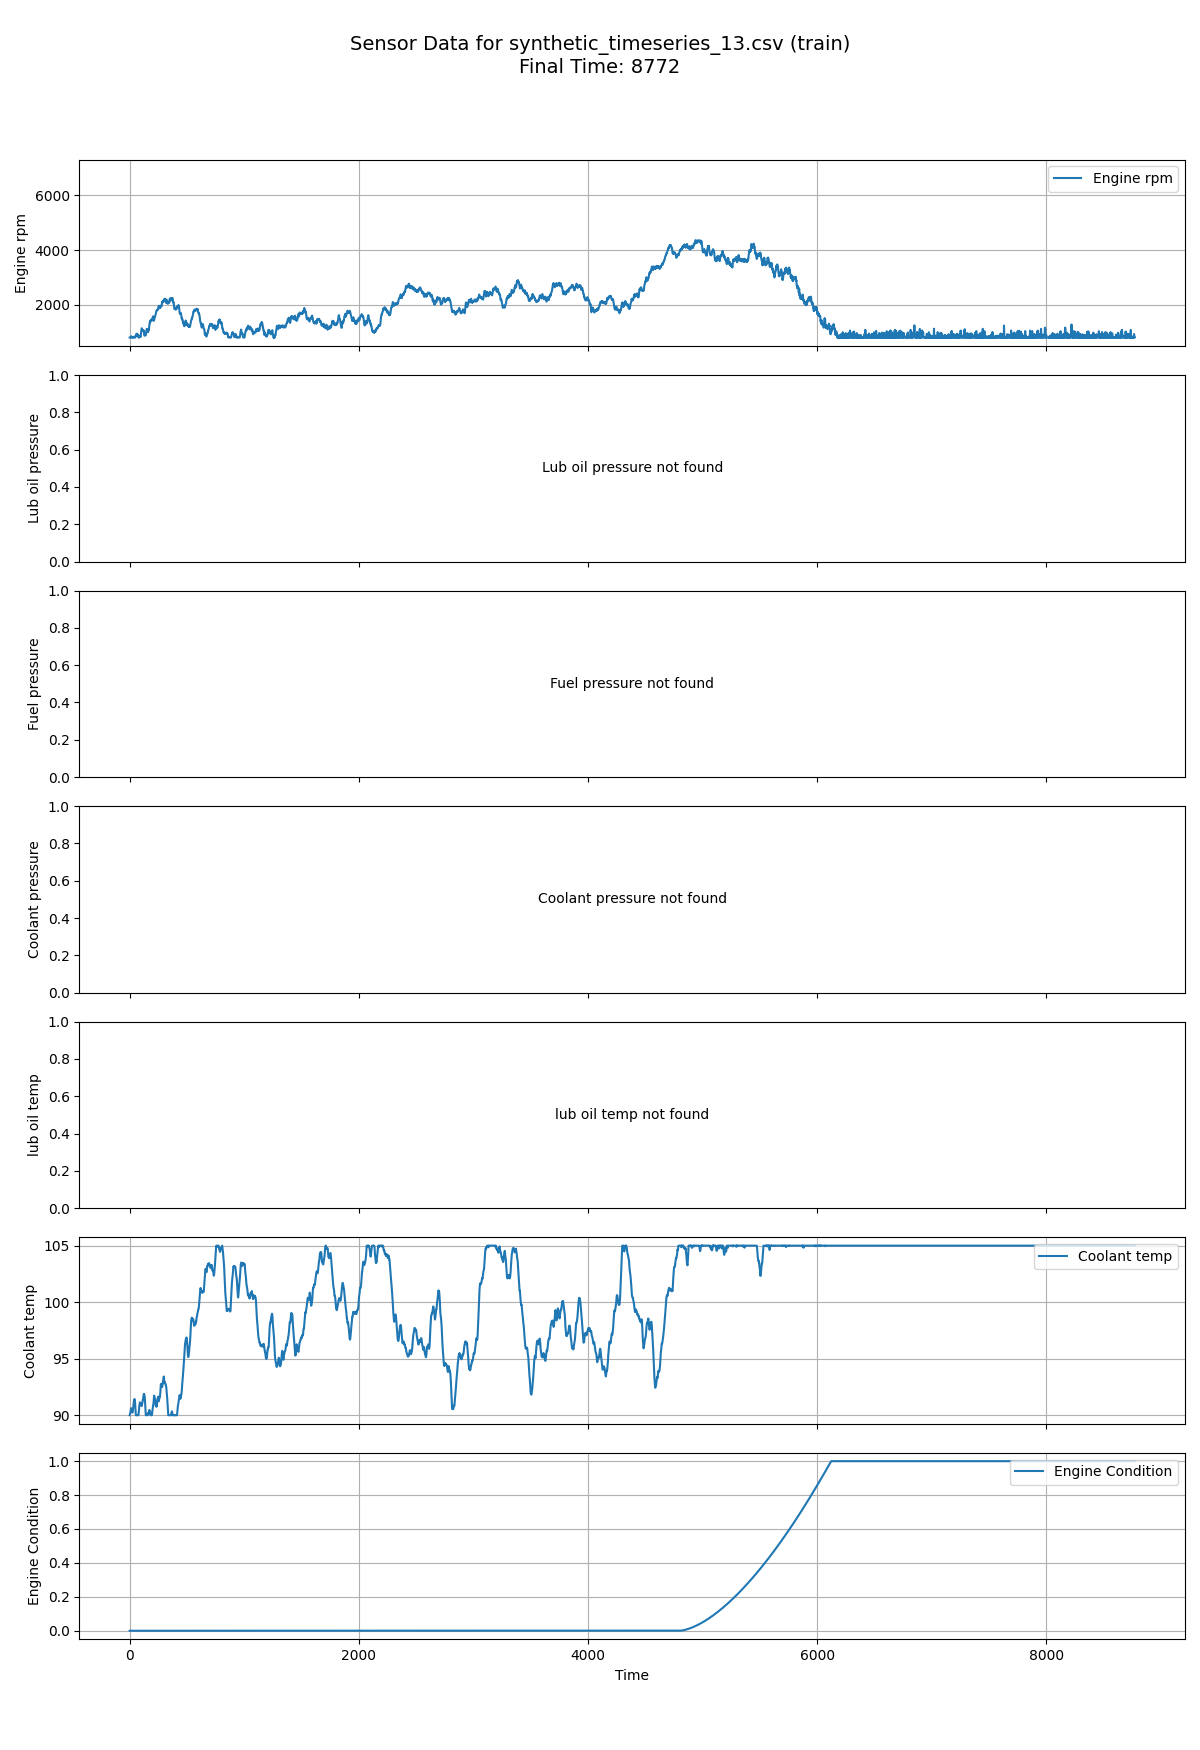 Sensor Data for synthetic_timeseries_13.csv (train)
Final Time: 8772
Engine rpm
6000
4000
2000
Engine rpm
Lub oil pressure
1.0
0.8
0.6
0.4
0.2
0.0
Lub oil pressure not found
Fuel pressure
1.0
0.8
0.6
0.4
0.2
0.0
Fuel pressure not found
Coolant pressure
1.0
0.8
0.6
0.4
0.2
0.0
Coolant pressure not found
lub oil temp
1.0
0.8
0.6
0.4
0.2
0.0
lub oil temp not found
Coolant temp
105
100
95
90
Coolant temp
Engine Condition
1.0
0.8
0.6
0.4
0.2
0.0
Engine Condition
0 2000 4000 6000 8000
Time